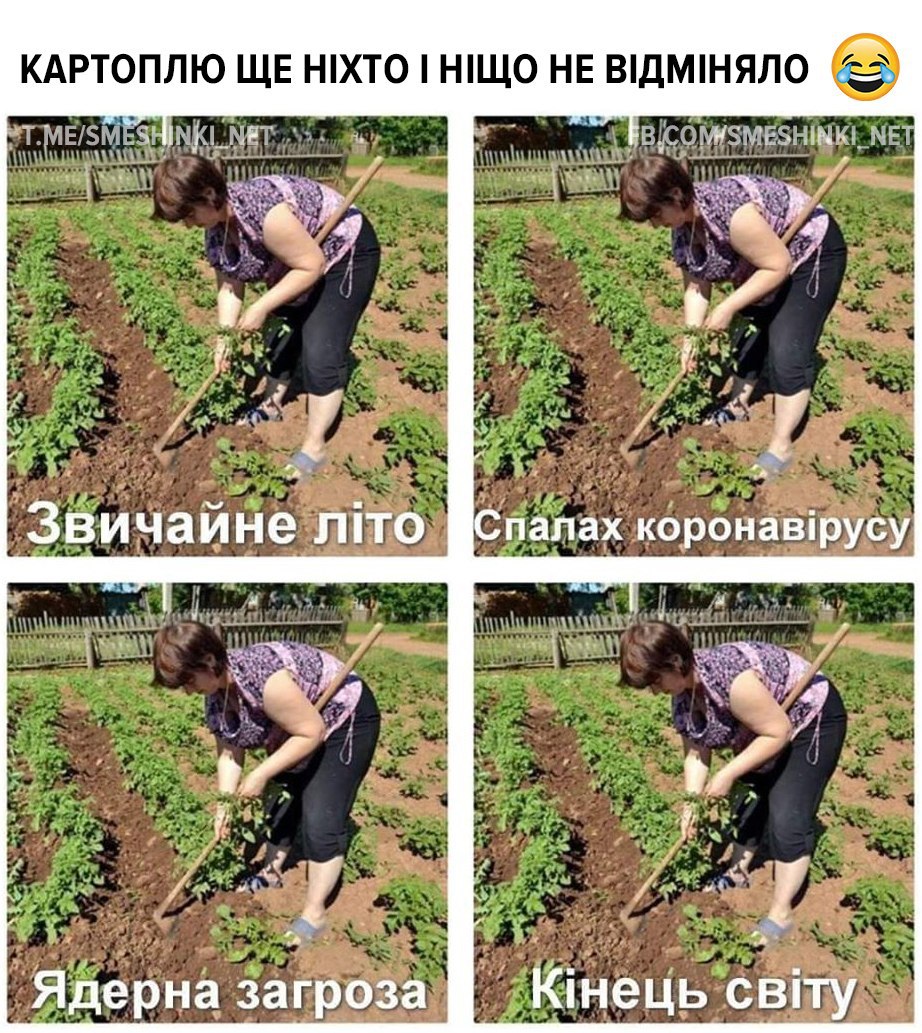 КАРТОПЛЮ ЩЕ НІХТО І НІЩО НЕ ВІДМІНЯЛО
T.ME/SMESHINKI_NET
FB.COM/SMESHINKI_NET
Звичайне літо
Спалах коронавірусу
Ядерна загроза
Кінець світу